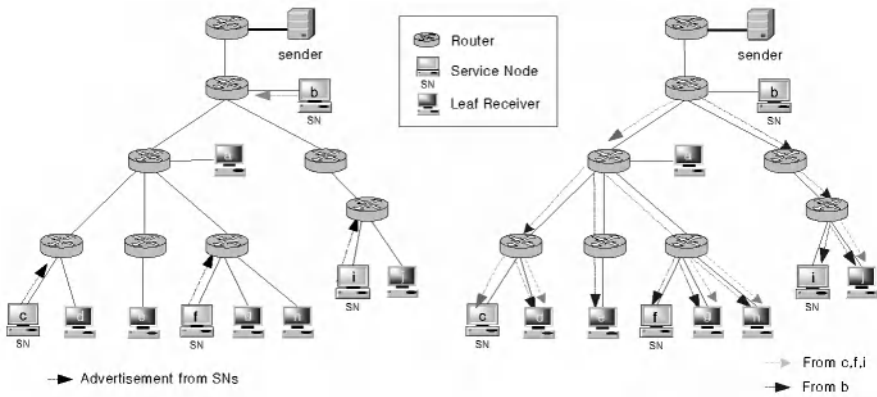 sender
Router
Service Node
SN
Leaf Receiver
b
SN
a
c
SN
d
e
f
SN
g
h
i
SN
j
Advertisement from SNs
sender
b
SN
a
c
SN
d
e
f
SN
g
h
i
SN
j
From c,f,i
From b